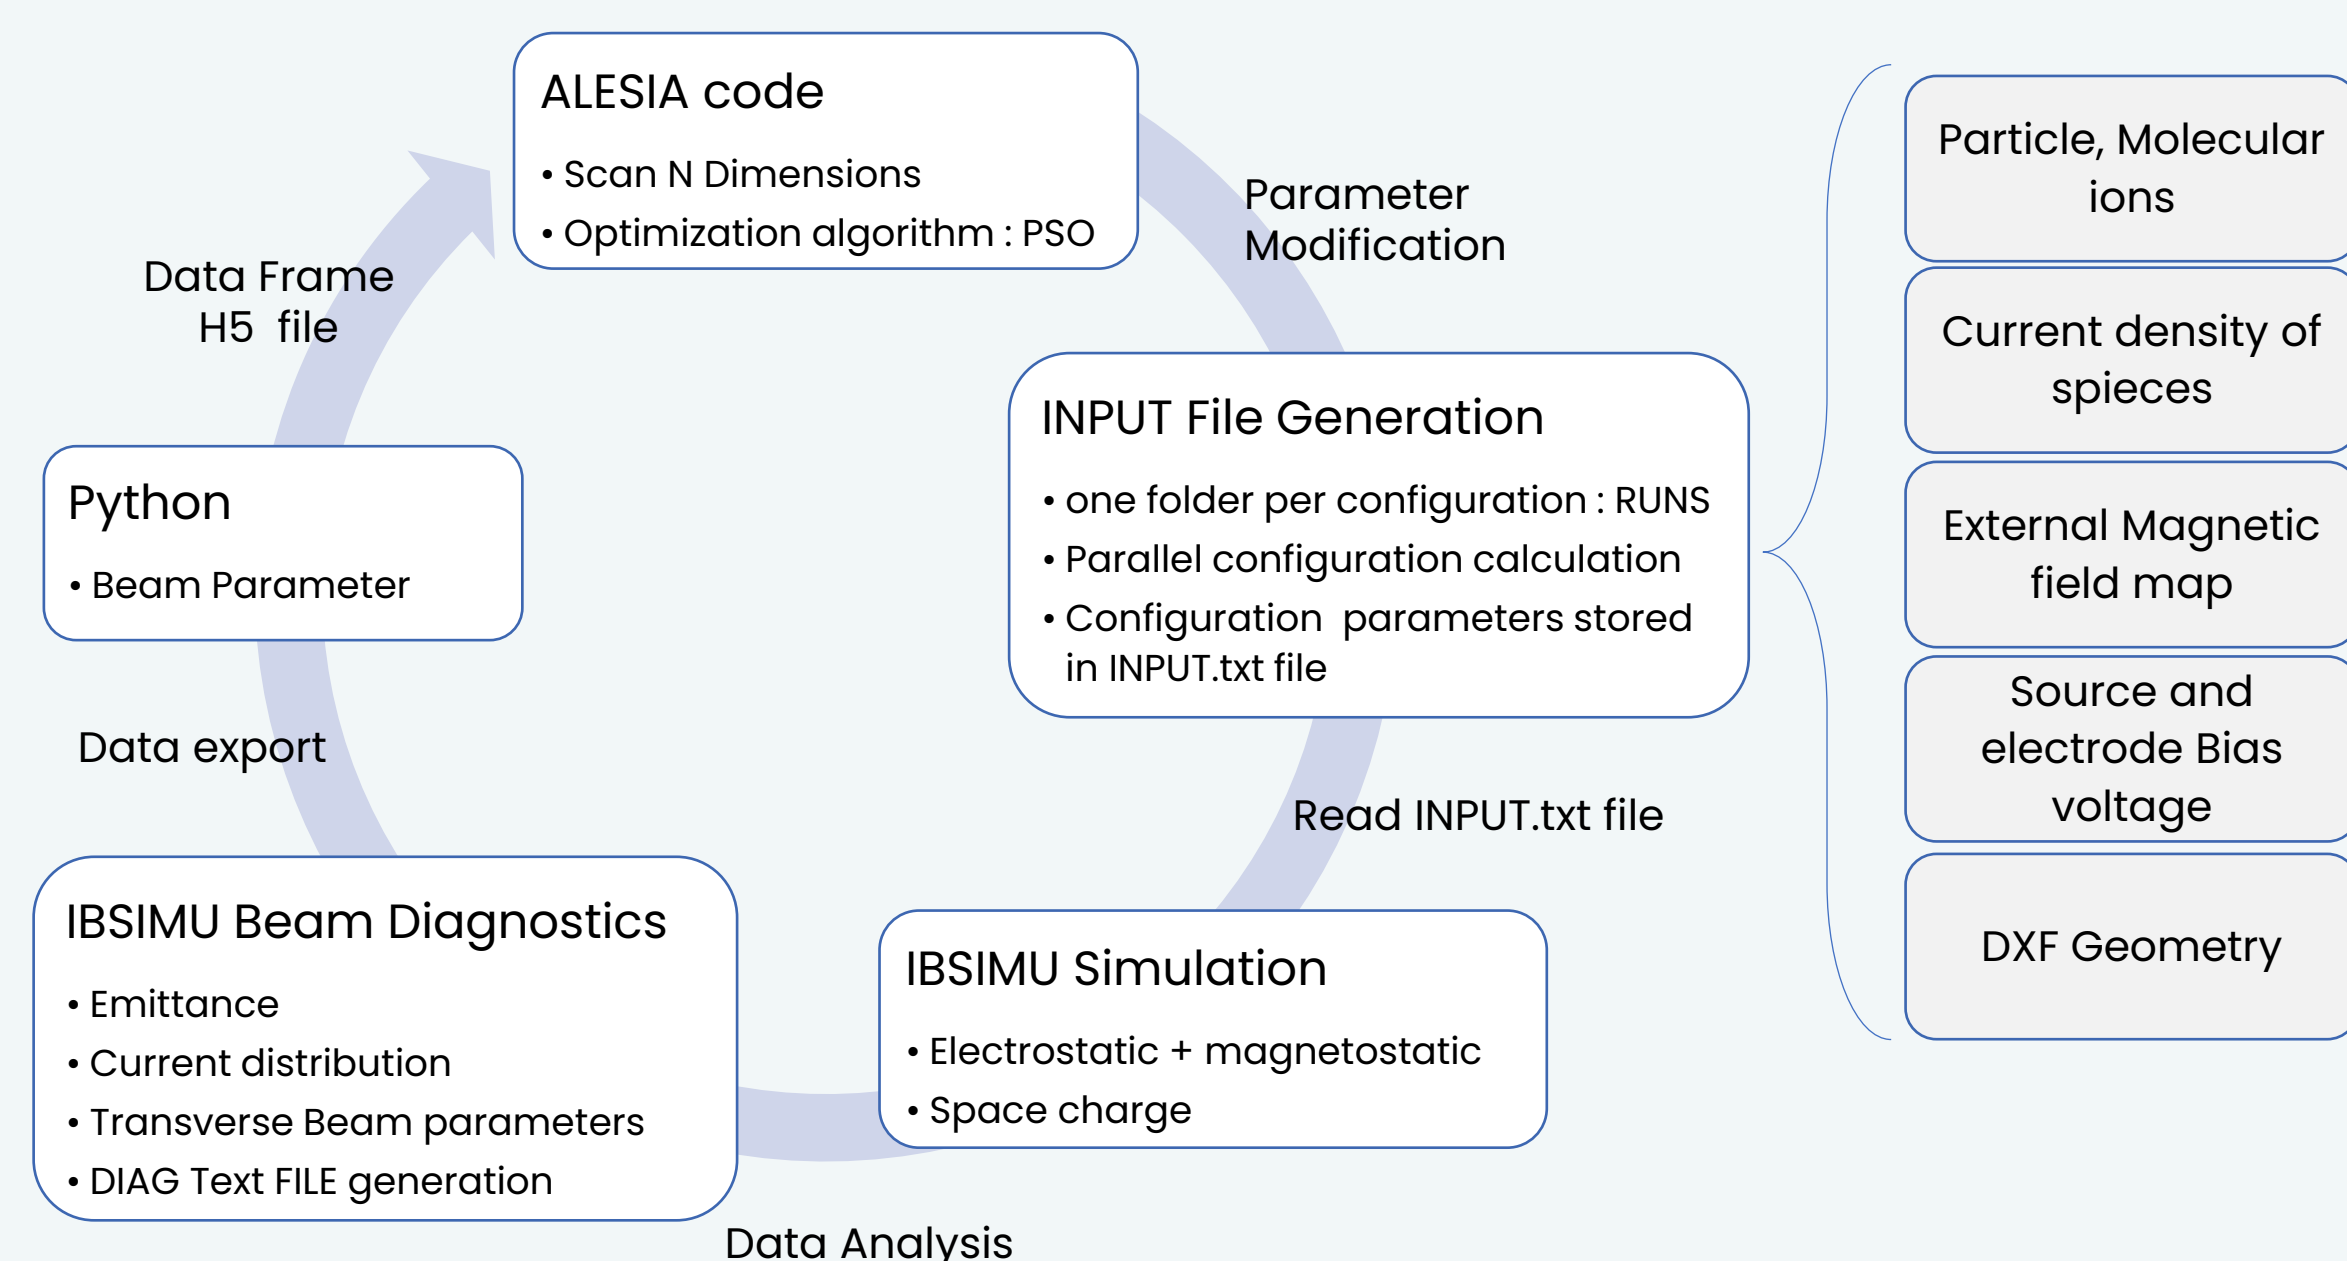 ALESIA code
• Scan N Dimensions
• Optimization algorithm : PSO
Parameter
Modification
INPUT File Generation
• one folder per configuration : RUNS
• Parallel configuration calculation
• Configuration  parameters stored
in INPUT.txt file
Read INPUT.txt file
IBSIMU Simulation
• Electrostatic + magnetostatic
• Space charge
Data Analysis
IBSIMU Beam Diagnostics
• Emittance
• Current distribution
• Transverse Beam parameters
• DIAG Text FILE generation
Data export
Python
• Beam Parameter
Data Frame
H5  file
Particle, Molecular
ions
Current density of
spieces
External Magnetic
field map
Source and
electrode Bias
voltage
DXF Geometry